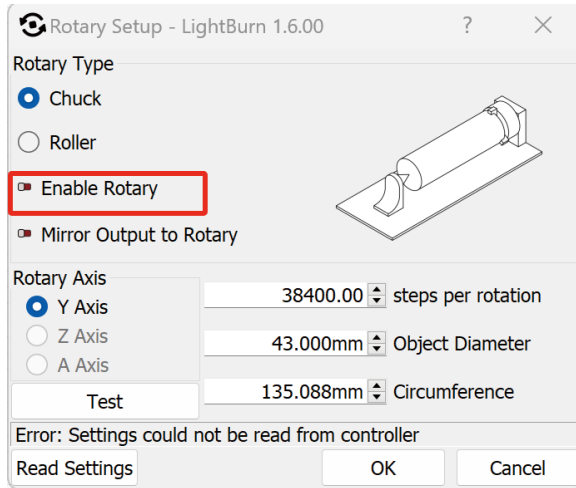 Rotary Setup - LightBurn 1.6.00 ?
Rotary Type
Chuck
Roller
Enable Rotary
Mirror Output to Rotary
Rotary Axis
Y Axis
Z Axis
A Axis
38400.00 steps per rotation
43.000mm Object Diameter
135.088mm Circumference
Test
Error: Settings could not be read from controller
Read Settings OK Cancel